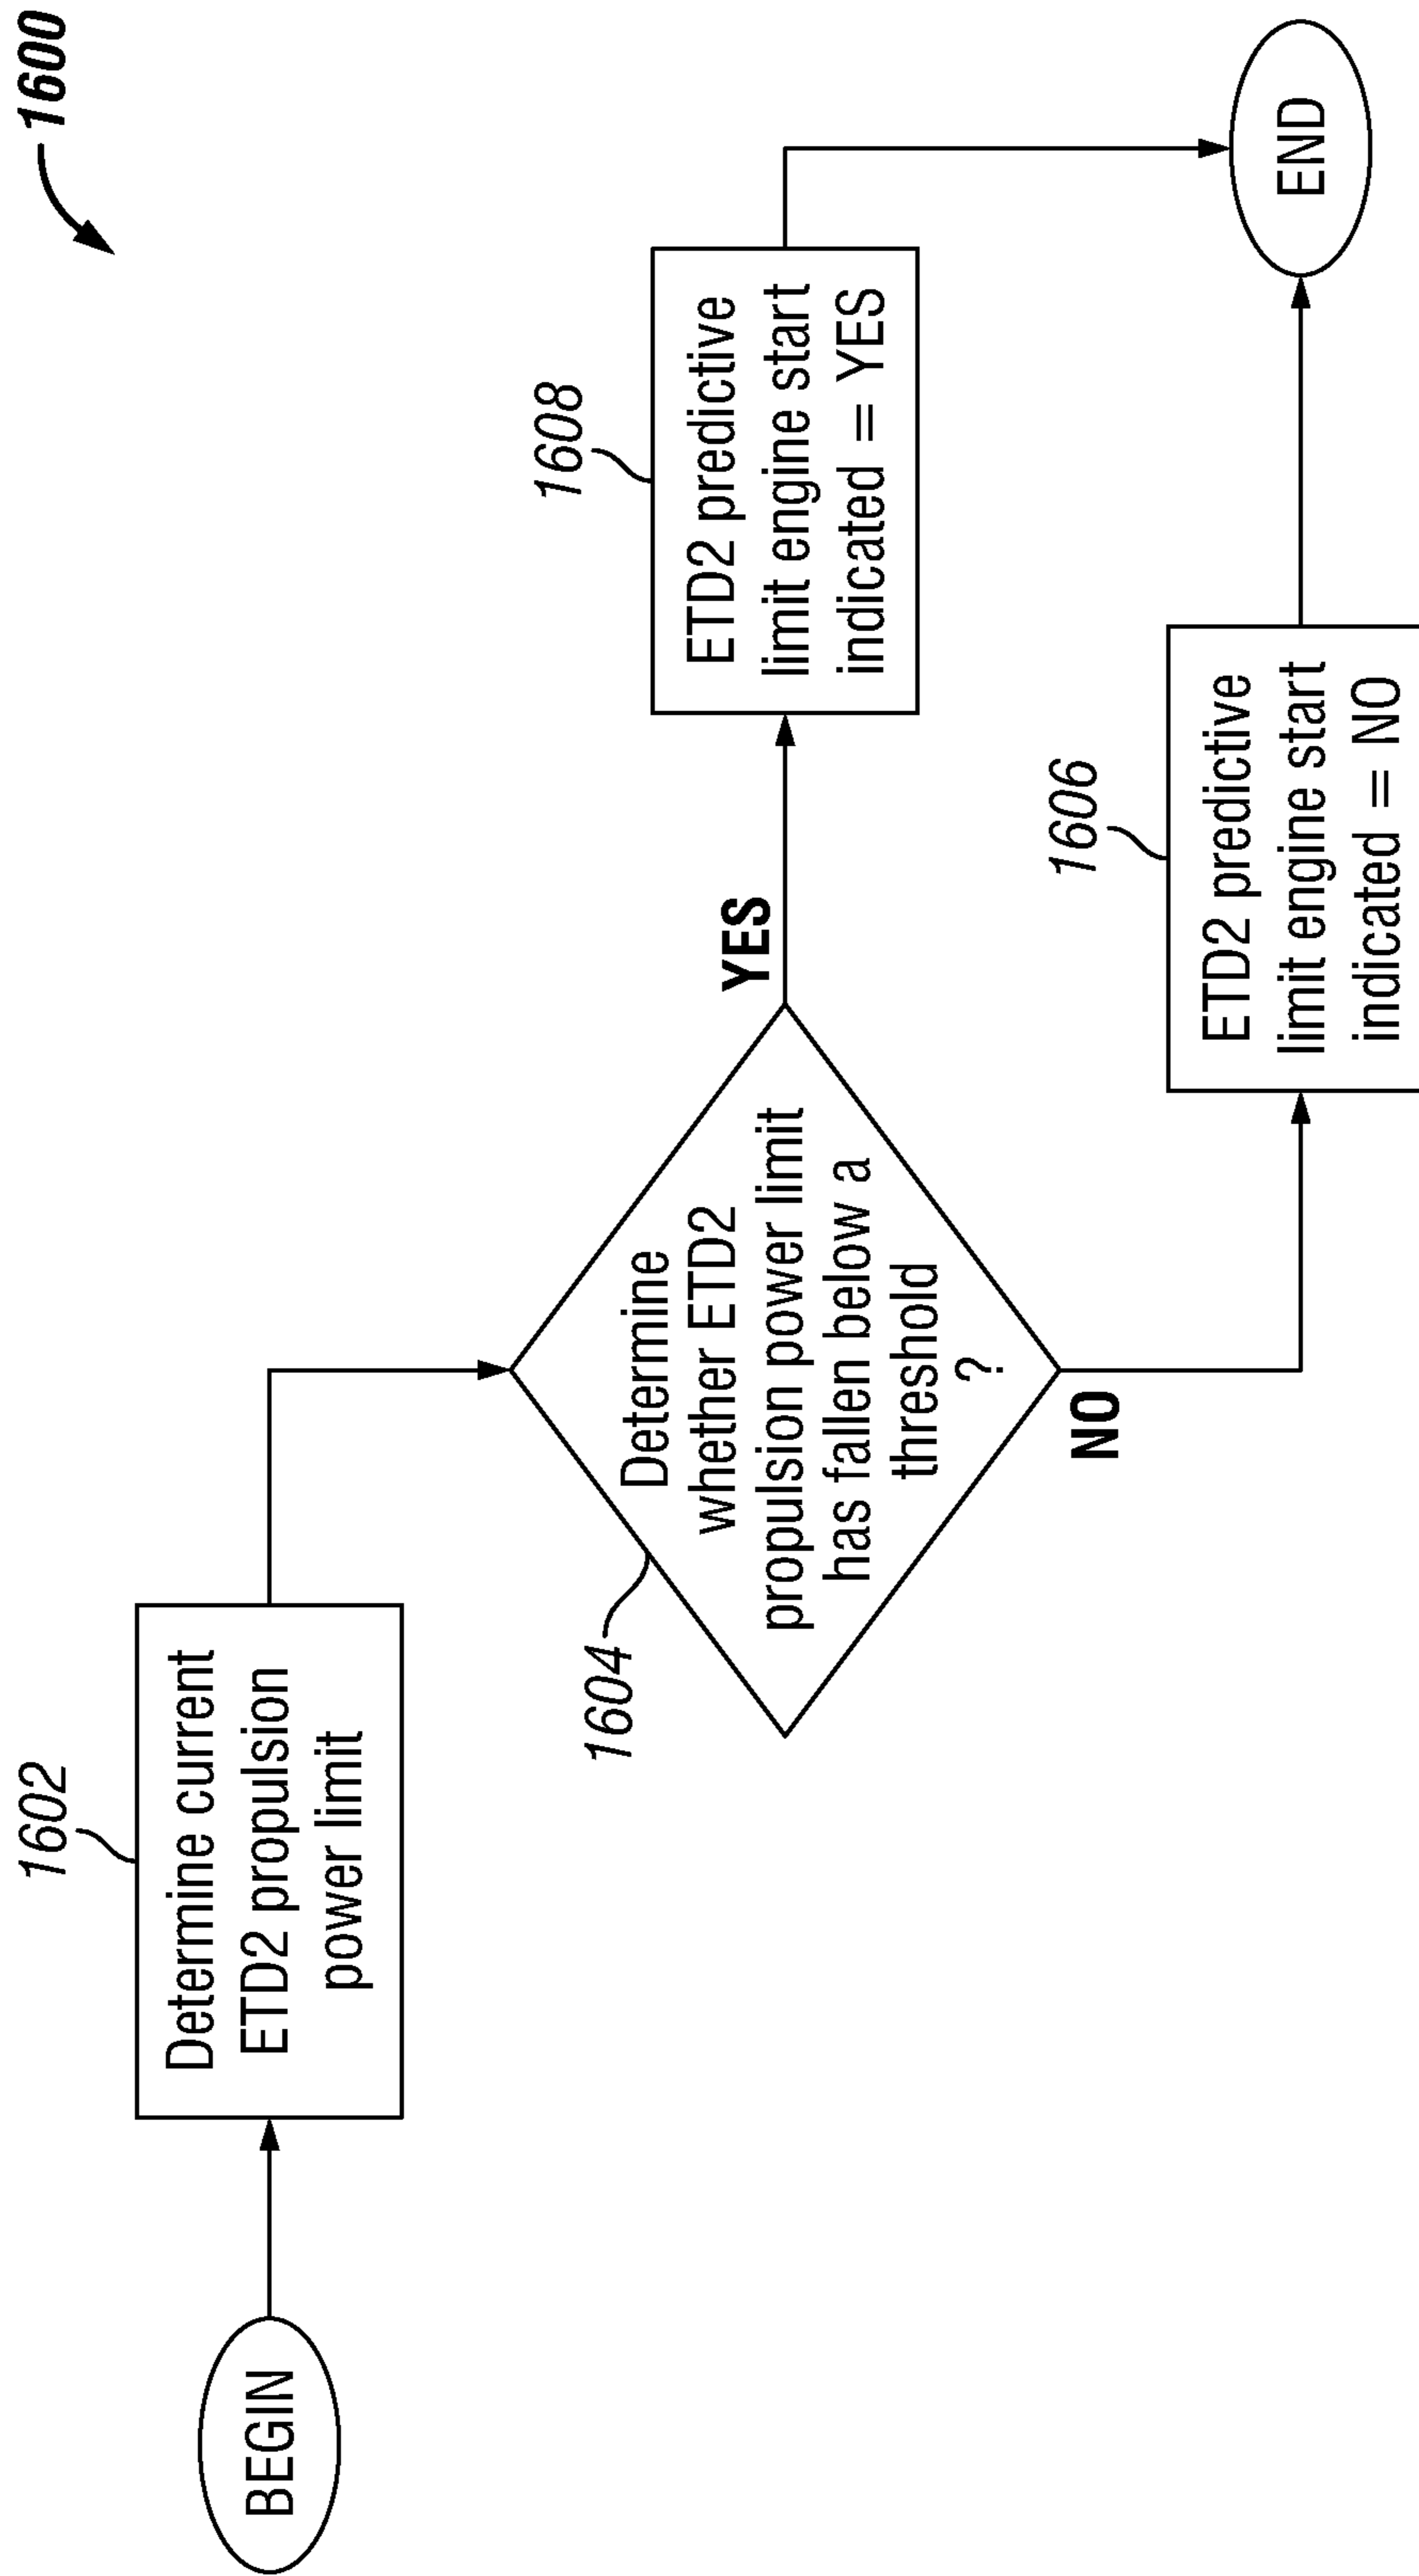 1600
BEGIN
1602
Determine current
ETD2 propulsion
power limit
1604
Determine
whether ETD2
propulsion power limit
has fallen below a
threshold
?
YES
NO
1608
ETD2 predictive
limit engine start
indicated = YES
1606
ETD2 predictive
limit engine start
indicated = NO
END